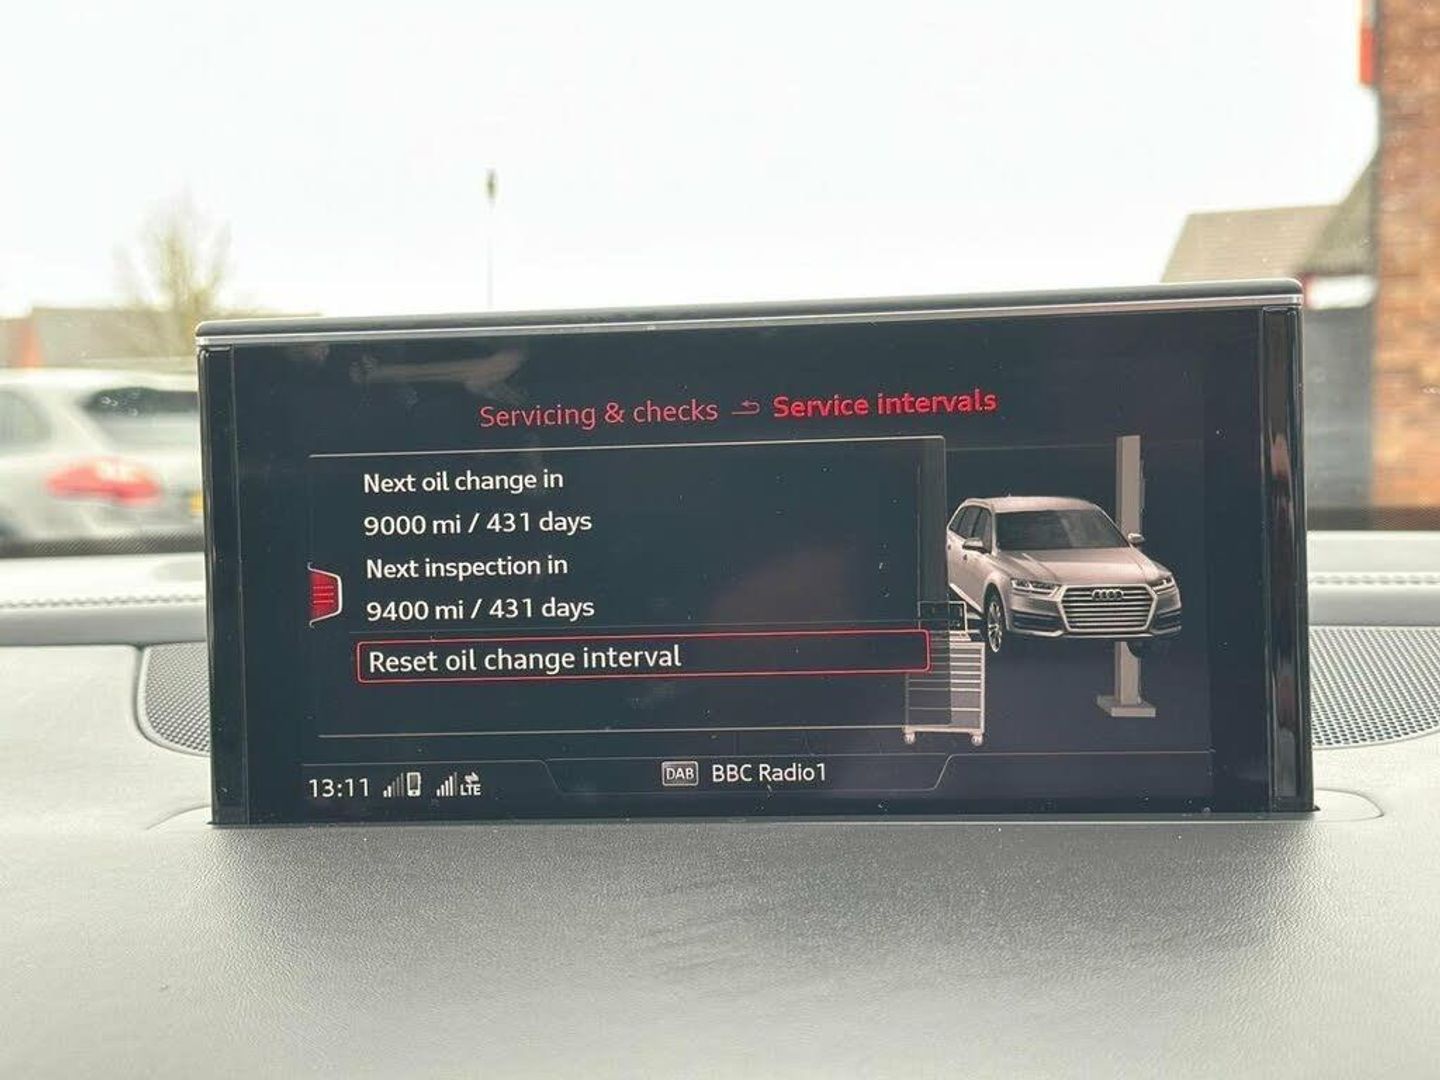 Servicing & checks Service intervals
Next oil change in
9000 mi / 431 days
Next inspection in
9400 mi / 431 days
Reset oil change interval
13:11 LTE DAB BBC Radio1